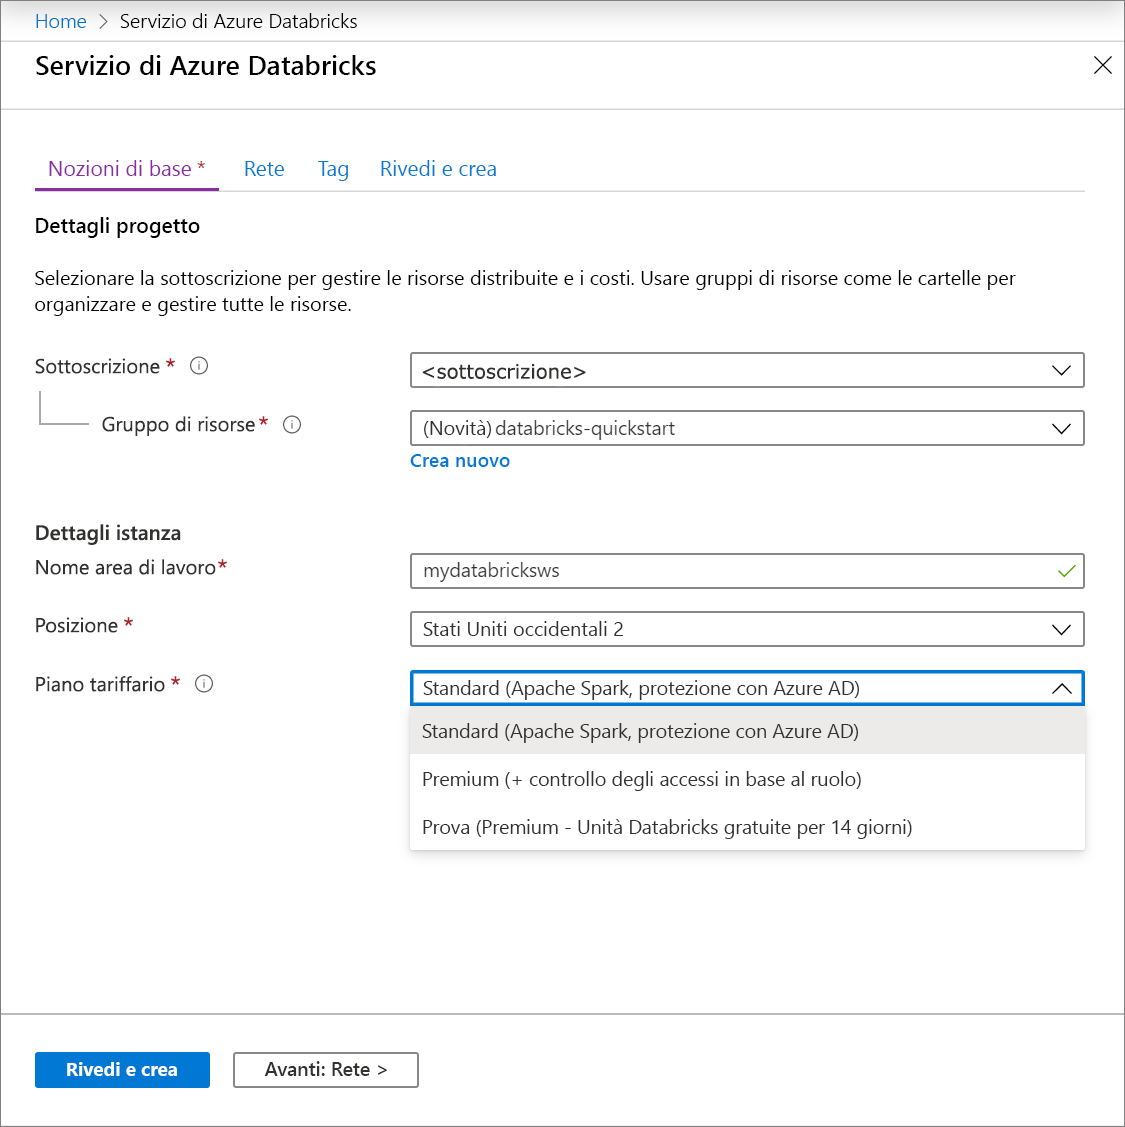 Home > Servizio di Azure Databricks
Servizio di Azure Databricks
Nozioni di base * Rete Tag Rivedi e crea
Dettagli progetto
Selezionare la sottoscrizione per gestire le risorse distribuite e i costi. Usare gruppi di risorse come le cartelle per
organizzare e gestire tutte le risorse.
Sottoscrizione * <sottoscrizione>
Gruppo di risorse* (Novità) databricks-quickstart
Crea nuovo
Dettagli istanza
Nome area di lavoro* mydatabricksws
Posizione * Stati Uniti occidentali 2
Piano tariffario * Standard (Apache Spark, protezione con Azure AD)
Standard (Apache Spark, protezione con Azure AD)
Premium (+ controllo degli accessi in base al ruolo)
Prova (Premium - Unità Databricks gratuite per 14 giorni)
Rivedi e crea Avanti: Rete >